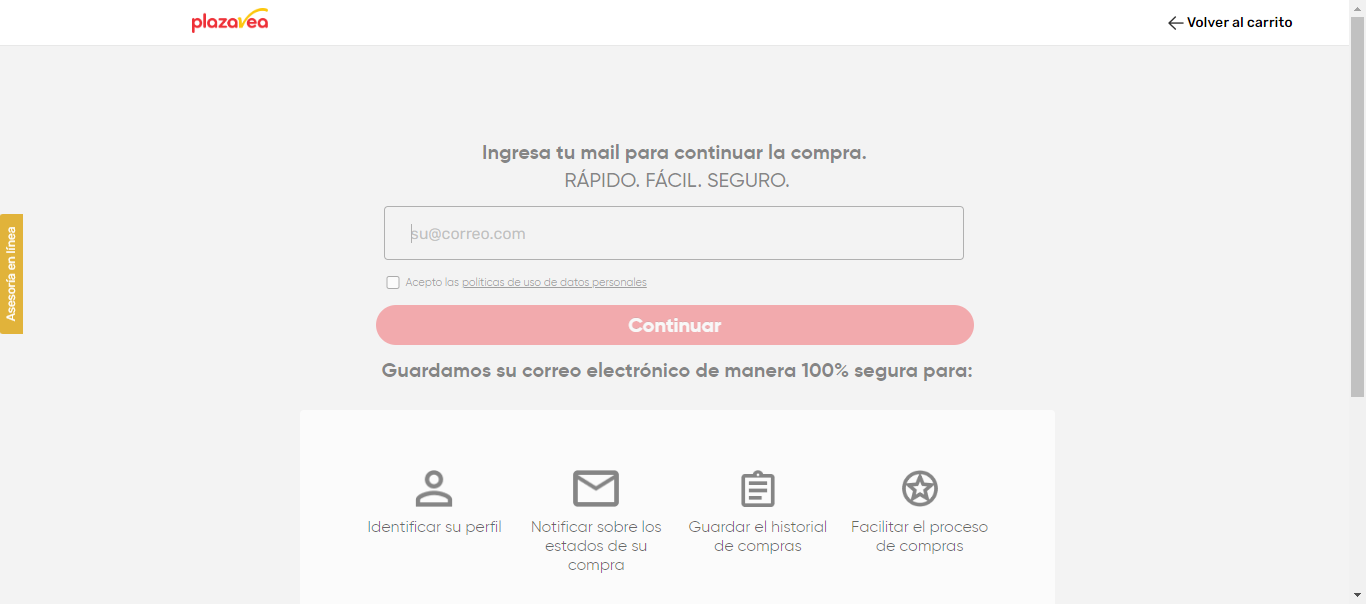 plazavea
Volver al carrito
Ingresa tu mail para continuar la compra.
RÁPIDO. FÁCIL. SEGURO.
su@correo.com
Asesoría en línea
Acepto las políticas de uso de datos personales
Continuar
Guardamos su correo electrónico de manera 100% segura para:
Identificar su perfil
Notificar sobre los
estados de su
compra
Guardar el historial
de compras
Facilitar el proceso
de compras